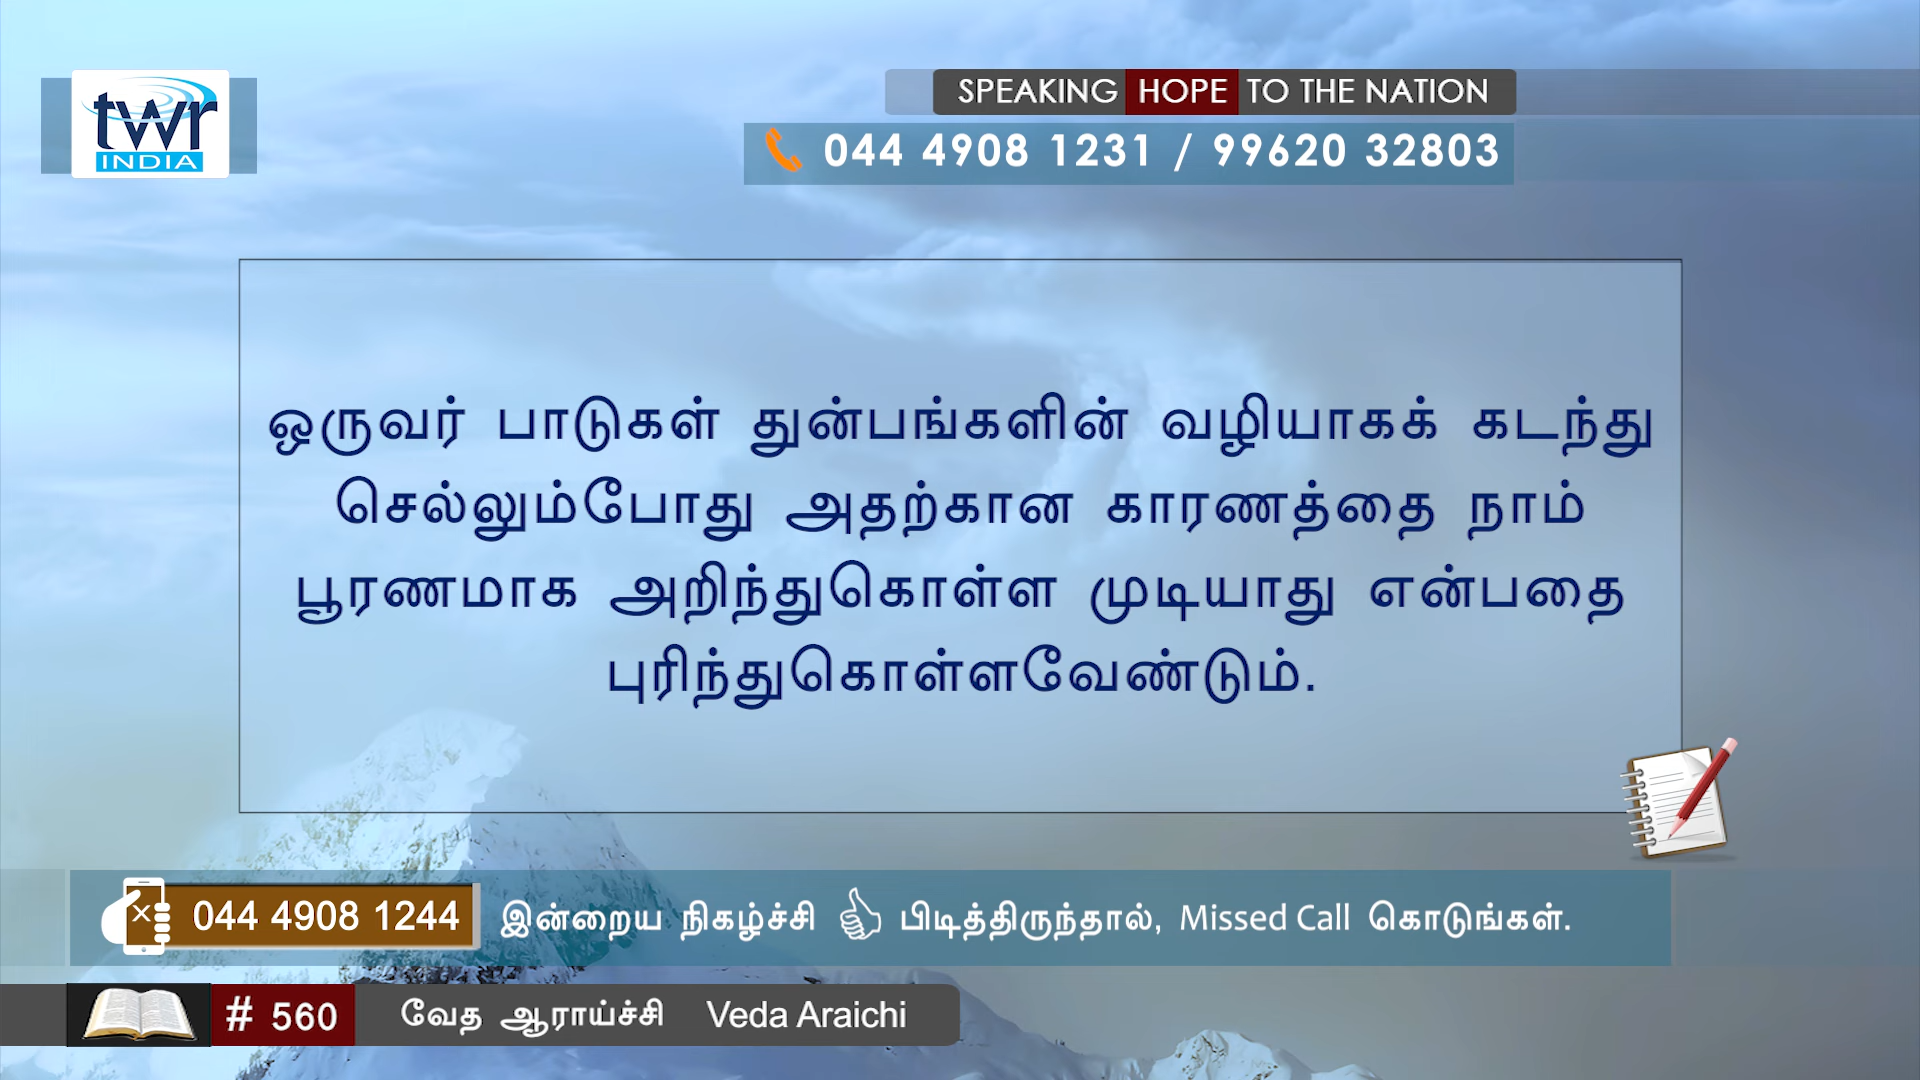 twr
INDIA
SPEAKING HOPE TO THE NATION
044 4908 1231 / 99620 32803
ஒருவர் பாடுகள் துன்பங்களின் வழியாகக் கடந்து
செல்லும்போது அதற்கான காரணத்தை நாம்
பூரணமாக அறிந்துகொள்ள முடியாது என்பதை
புரிந்துகொள்ளவேண்டும்.
044 4908 1244 இன்றைய நிகழ்ச்சி பிடித்திருந்தால், Missed Call கொடுங்கள்.
# 560 வேத ஆராய்ச்சி Veda Araichi